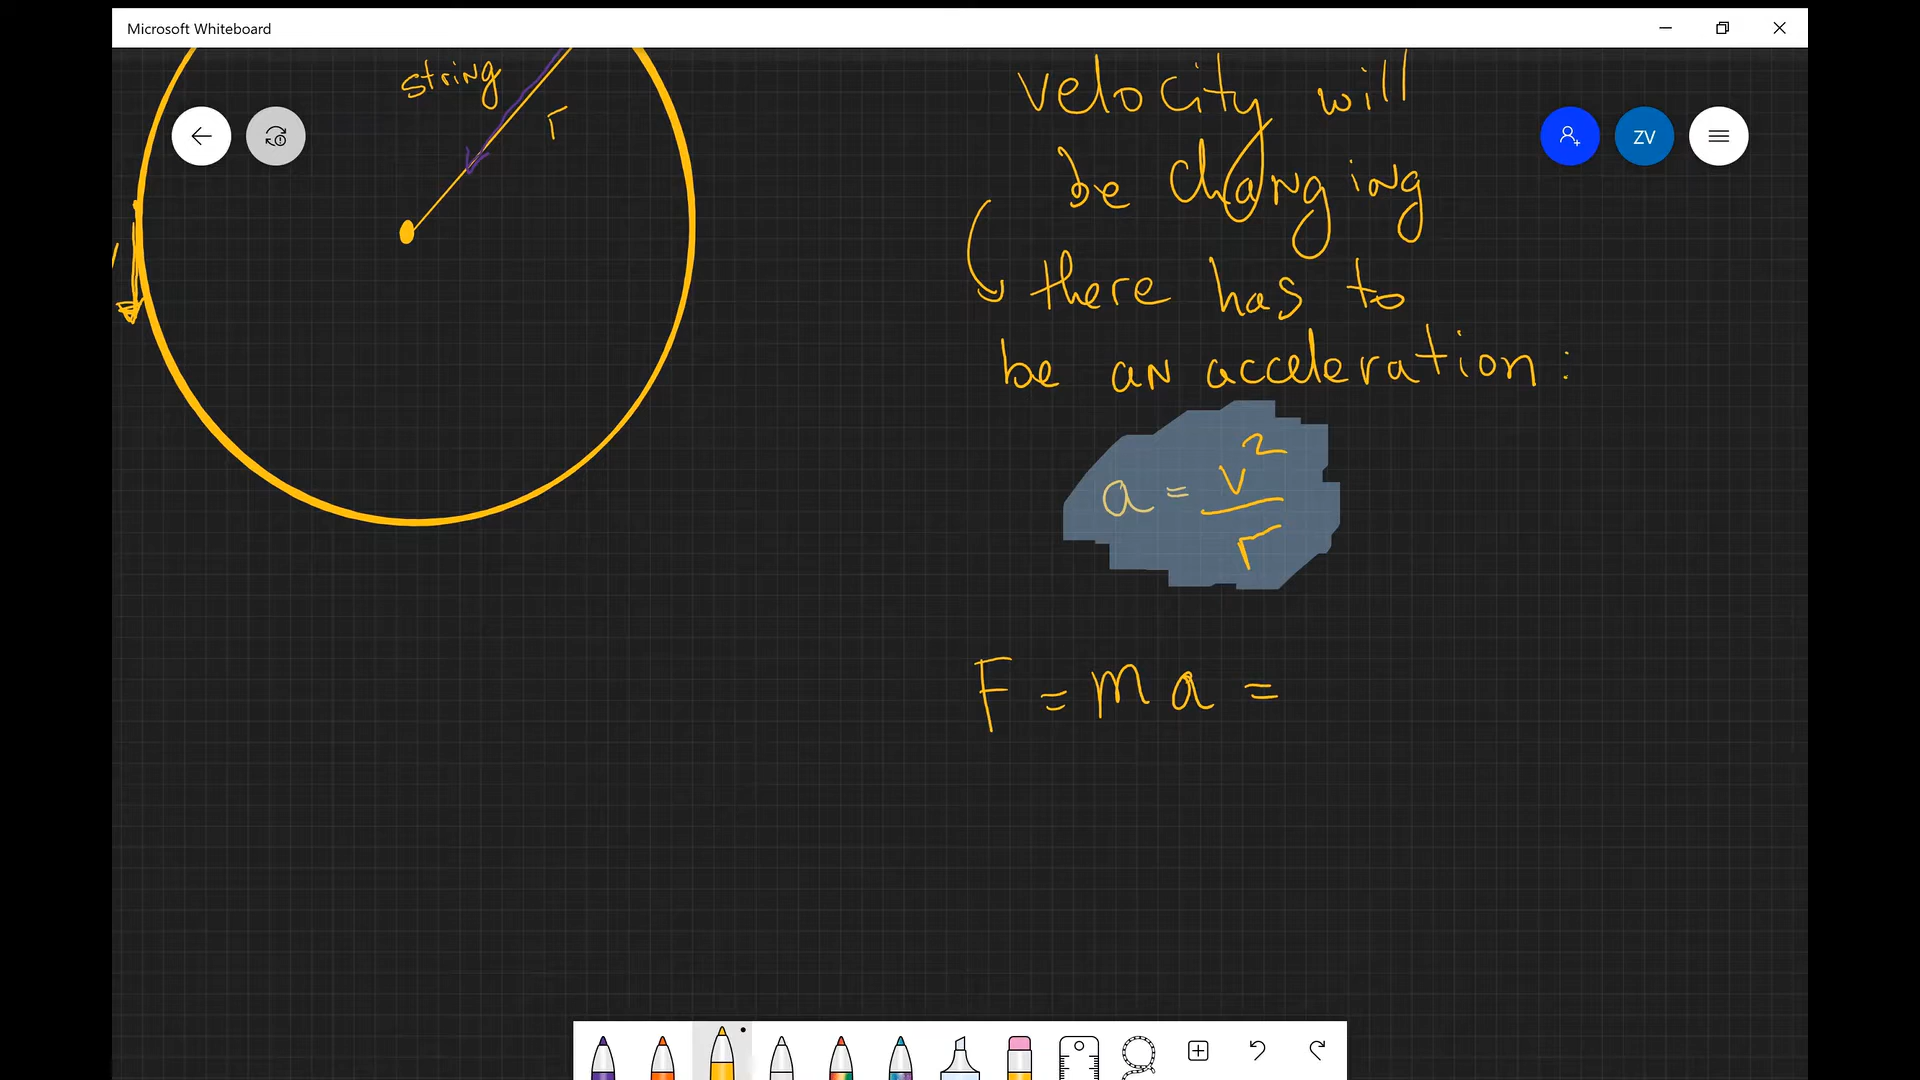 Microsoft Whiteboard
string
r
velocity will
be changing
ZV
there has to
be an acceleration:
a = v²/r
F = ma =